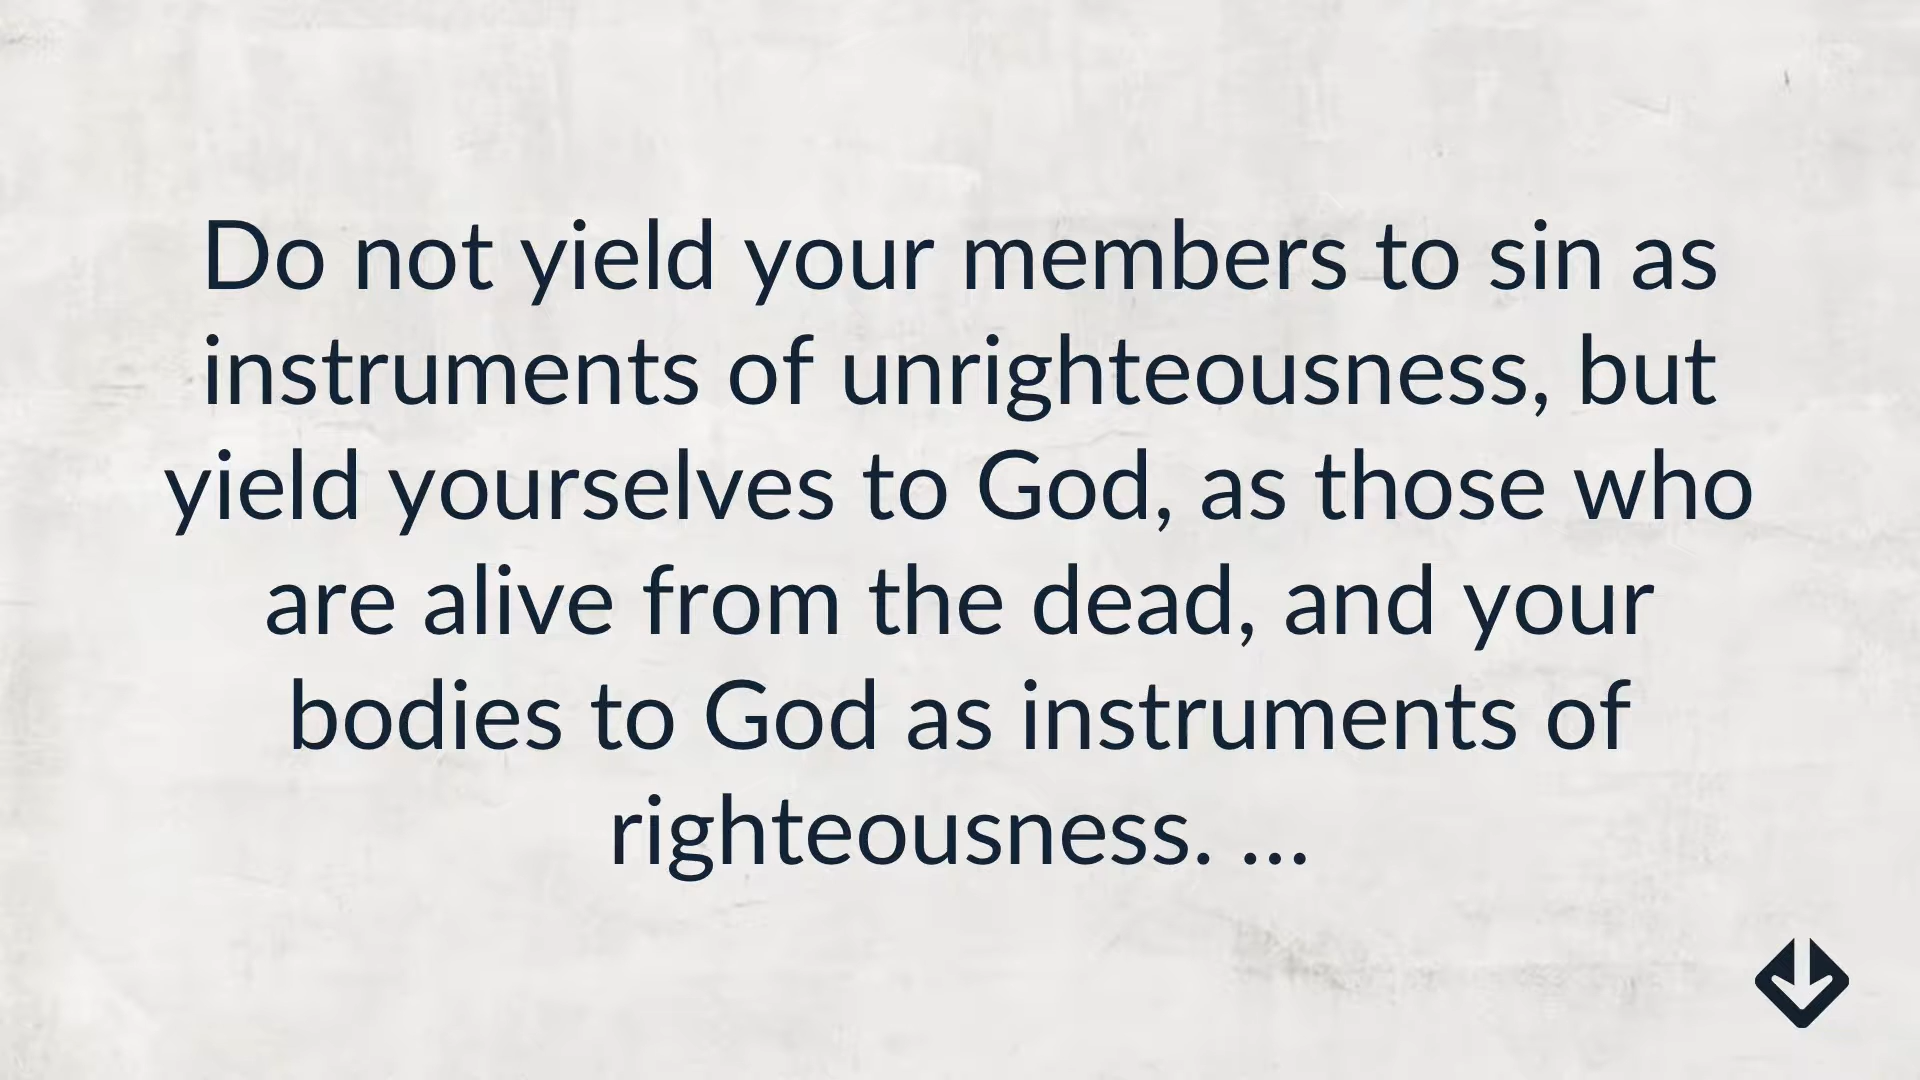 Do not yield your members to sin as
instruments of unrighteousness, but
yield yourselves to God, as those who
are alive from the dead, and your
bodies to God as instruments of
righteousness. ...